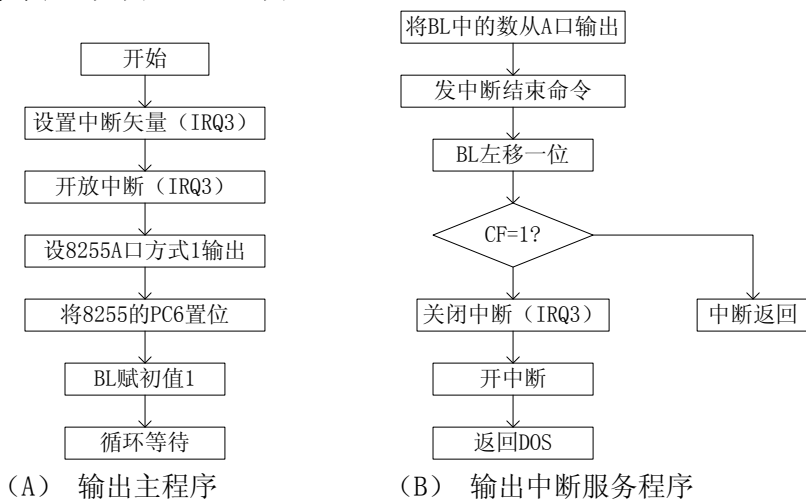 开始
设置中断矢量（IRQ3）
开放中断（IRQ3）
设8255A口方式1输出
将8255的PC6置位
BL赋初值1
循环等待
（A） 输出主程序
将BL中的数从A口输出
发中断结束命令
BL左移一位
CF=1?
关闭中断（IRQ3）
中断返回
开中断
返回DOS
（B） 输出中断服务程序